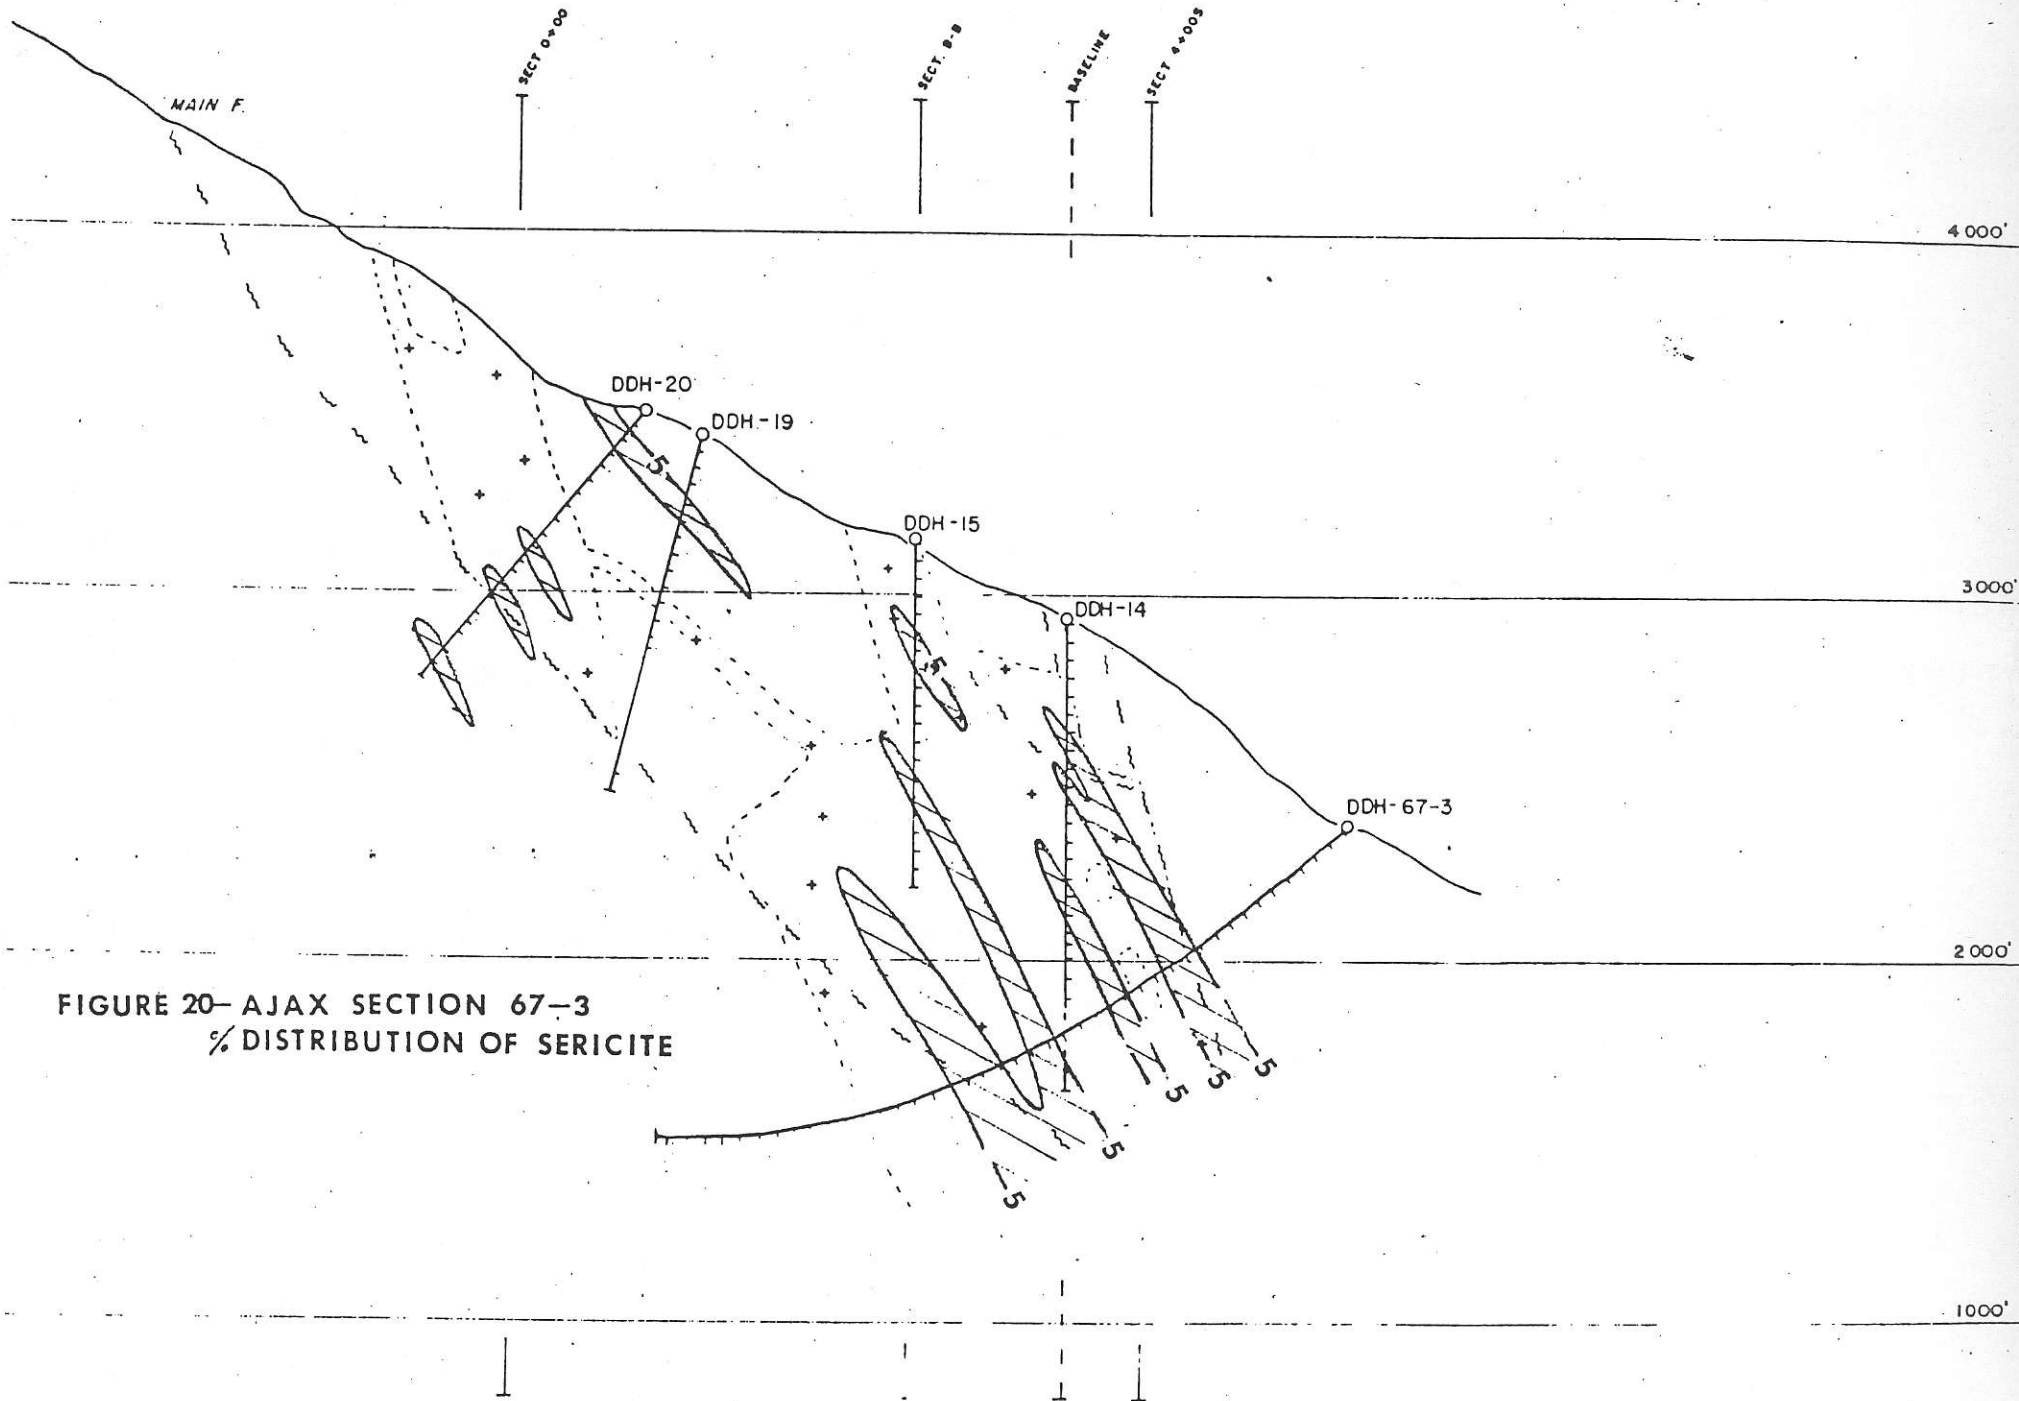 SECT 0+00
SECT. B-B
BASELINE
SECT 4+00S
MAIN F.
4000'
DDH-20
DDH.-19
5
DDH-15
3000'
DDH-14
5
DDH-67-3
2000'
FIGURE 20- AJAX SECTION 67-3
% DISTRIBUTION OF SERICITE
5
5
5
5
5
1000'